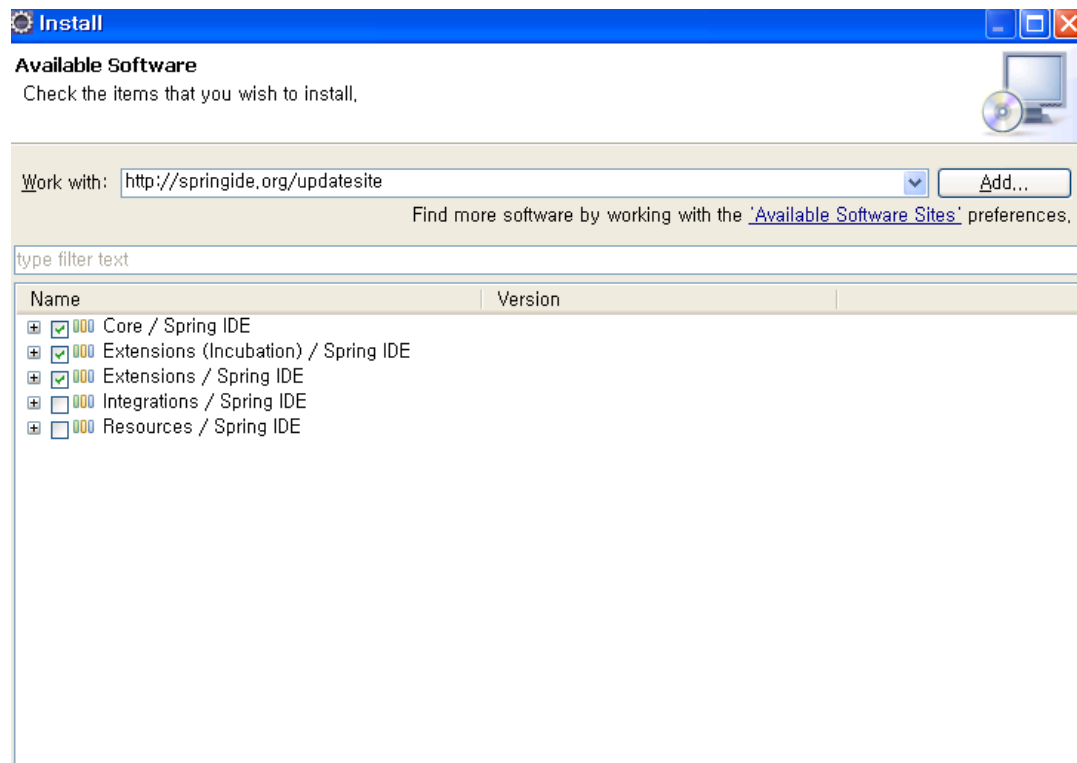 Install
Available Software
Check the items that you wish to install,
Work with: http://springide,org/updatesite Add,,,
Find more software by working with the 'Available Software Sites' preferences,
type filter text
Name Version
Core / Spring IDE
Extensions (Incubation) / Spring IDE
Extensions / Spring IDE
Integrations / Spring IDE
Resources / Spring IDE